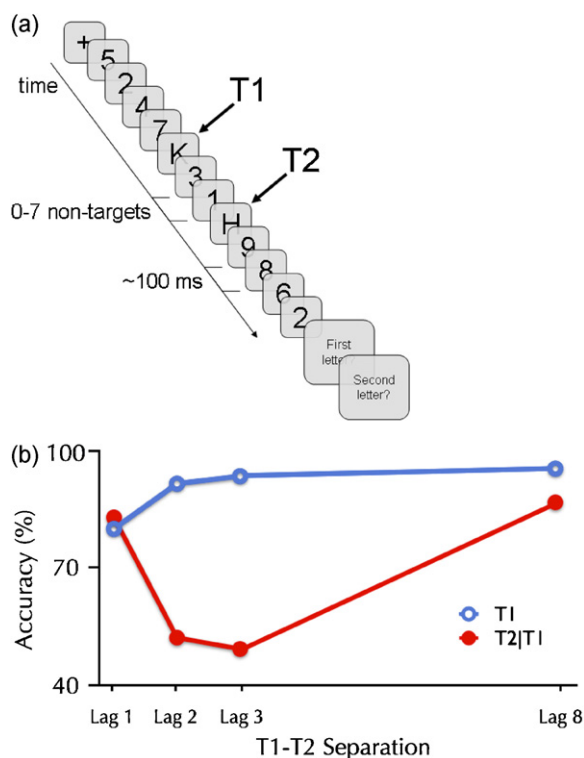 (a)
+
5
2
4
7
K
3
1
H
9
8
6
2
time
T1
T2
0-7 non-targets
~100 ms
First
letter?
Second
letter?
(b)
100
70
40
Accuracy (%)
T1
T2|T1
Lag 1 Lag 2 Lag 3 Lag 8
T1-T2 Separation